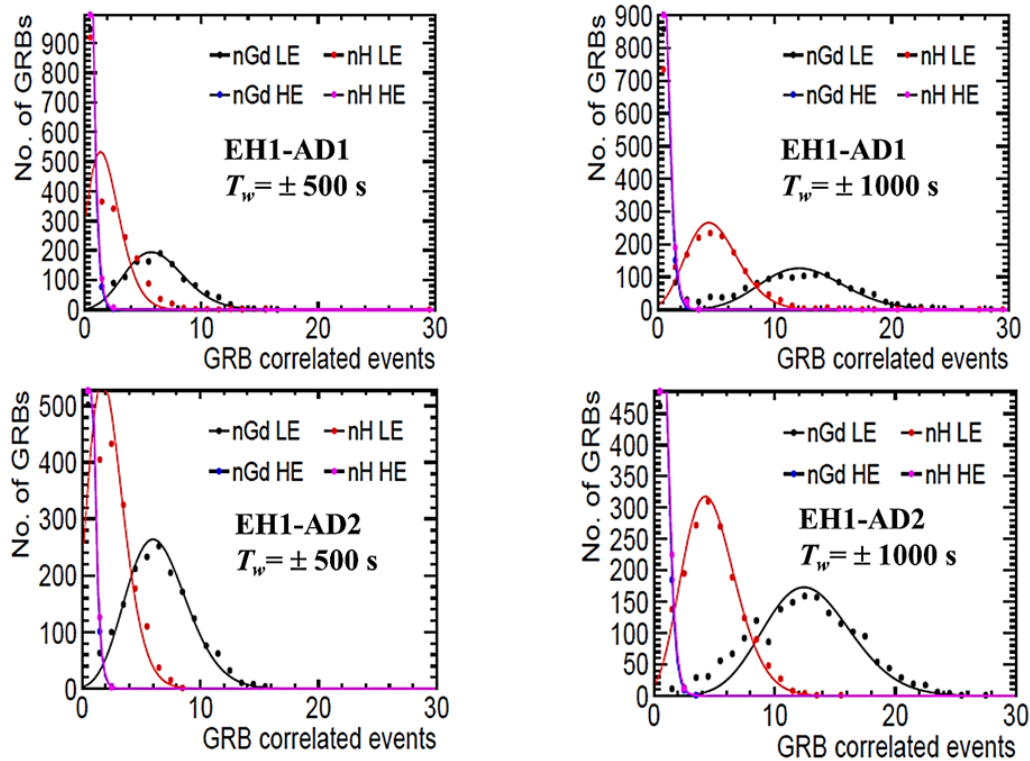 No. of GRBs
900
800
700
600
500
400
300
200
100
0
nGd LE nH LE
nGd HE nH HE
EH1-AD1
T_w= ± 500 s
0 10 20 30
GRB correlated events
No. of GRBs
900
800
700
600
500
400
300
200
100
0
nGd LE nH LE
nGd HE nH HE
EH1-AD1
T_w= ± 1000 s
0 10 20 30
GRB correlated events
No. of GRBs
500
400
300
200
100
0
nGd LE nH LE
nGd HE nH HE
EH1-AD2
T_w= ± 500 s
0 10 20 30
GRB correlated events
No. of GRBs
450
400
350
300
250
200
150
100
50
0
nGd LE nH LE
nGd HE nH HE
EH1-AD2
T_w= ± 1000 s
0 10 20 30
GRB correlated events